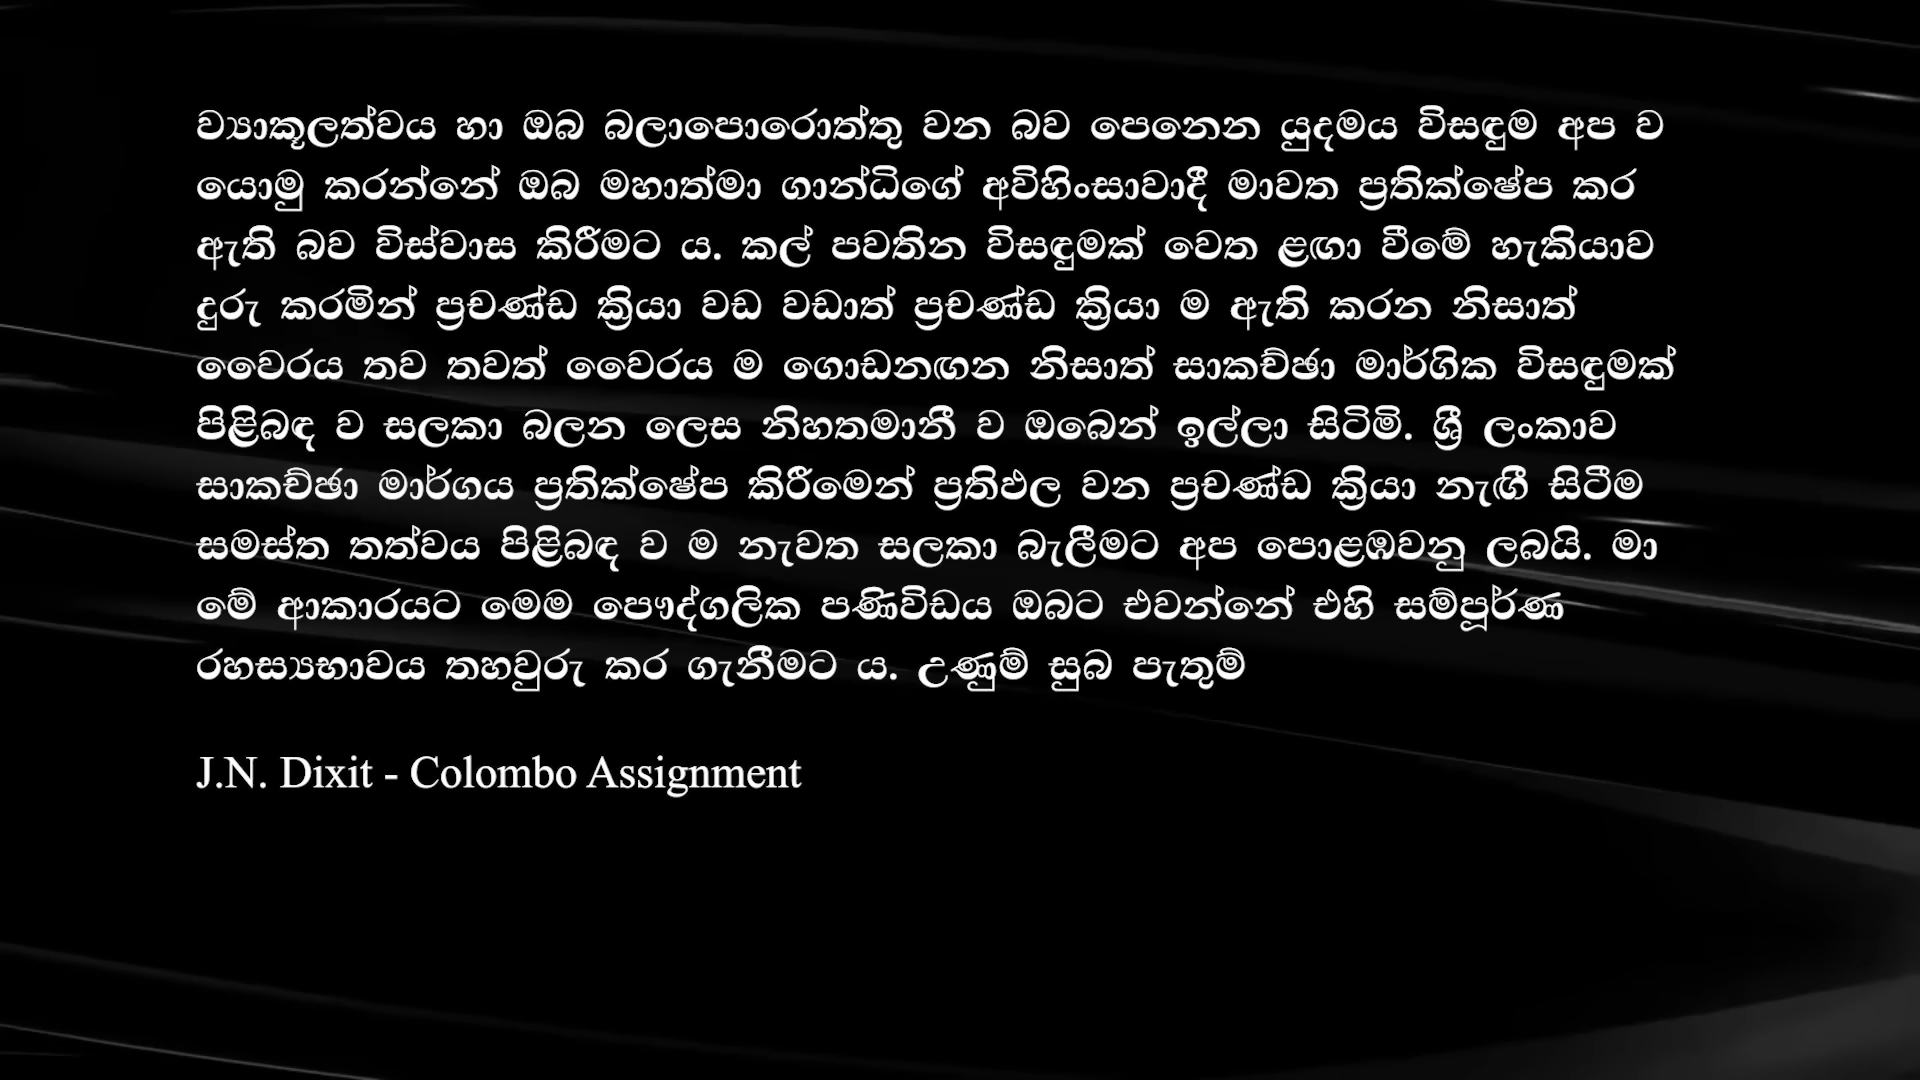 ව්‍යාකූලත්වය හා ඔබ බලාපොරොත්තු වන බව පෙනෙන යුදමය විසඳුම අප ව
යොමු කරන්නේ ඔබ මහාත්මා ගාන්ධිගේ අවිහිංසාවාදී මාවත ප්‍රතික්ෂේප කර
ඇති බව විස්වාස කිරීමට ය. කල් පවතින විසඳුමක් වෙත ළඟා වීමේ හැකියාව
දුරු කරමින් ප්‍රචණ්ඩ ක්‍රියා වඩ වඩාත් ප්‍රචණ්ඩ ක්‍රියා ම ඇති කරන නිසාත්
වෛරය තව තවත් වෛරය ම ගොඩනඟන නිසාත් සාකච්ඡා මාර්ගික විසඳුමක්
පිළිබඳ ව සලකා බලන ලෙස නිහතමානී ව ඔබෙන් ඉල්ලා සිටිමි. ශ්‍රී ලංකාව
සාකච්ඡා මාර්ගය ප්‍රතික්ෂේප කිරීමෙන් ප්‍රතිඵල වන ප්‍රචණ්ඩ ක්‍රියා නැඟී සිටීම
සමස්ත තත්වය පිළිබඳ ව ම නැවත සලකා බැලීමට අප පොළඹවනු ලබයි. මා
මේ ආකාරයට මෙම පෞද්ගලික පණිවිඩය ඔබට එවන්නේ එහි සම්පූර්ණ
රහස්‍යභාවය තහවුරු කර ගැනීමට ය. උණුම් සුබ පැතුම්
J.N. Dixit - Colombo Assignment